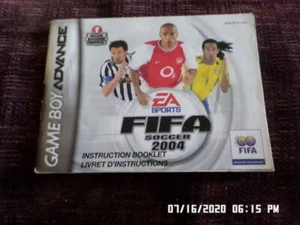 GAME BOY ADVANCE
O2
EA
SPORTS
FIFA
SOCCER
2004
INSTRUCTION BOOKLET
LIVRET D'INSTRUCTIONS
FIFA
07/16/2020 06:15 PM